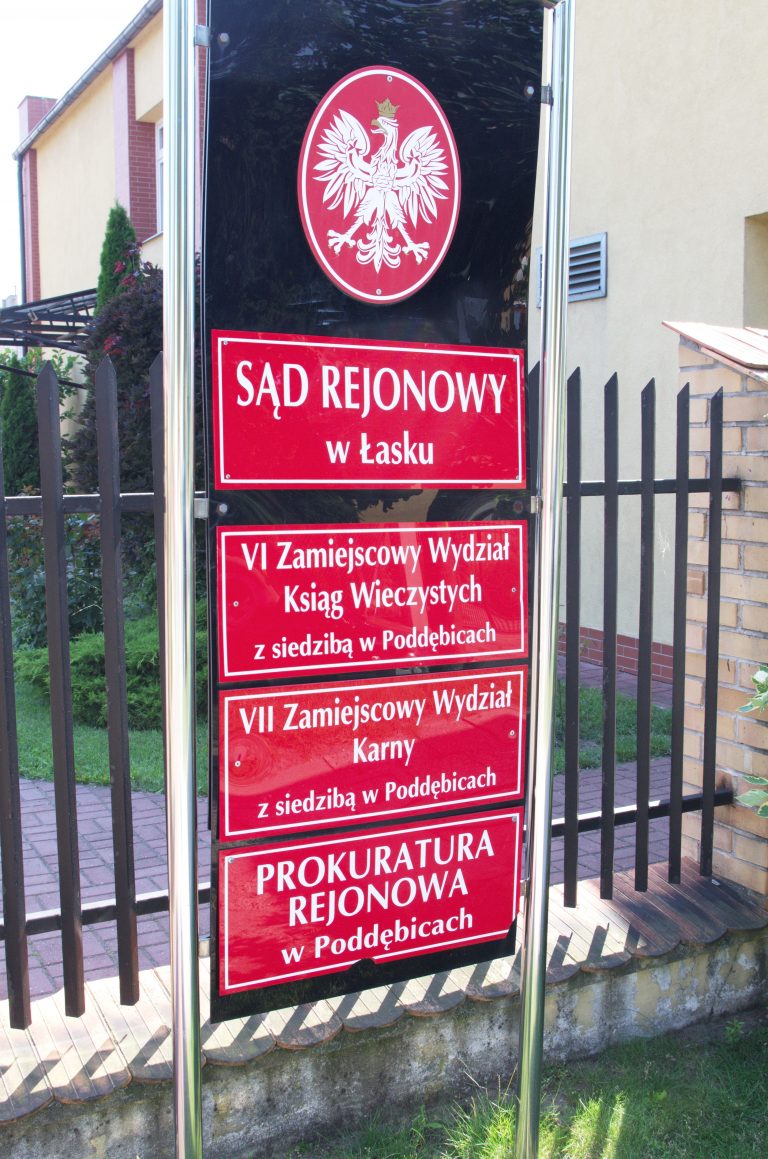 SĄD REJONOWY
w Łasku
VI Zamiejscowy Wydział
Ksiąg Wieczystych
z siedzibą w Poddębicach
VII Zamiejscowy Wydział
Karny
z siedzibą w Poddębicach
PROKURATURA
REJONOWA
w Poddębicach